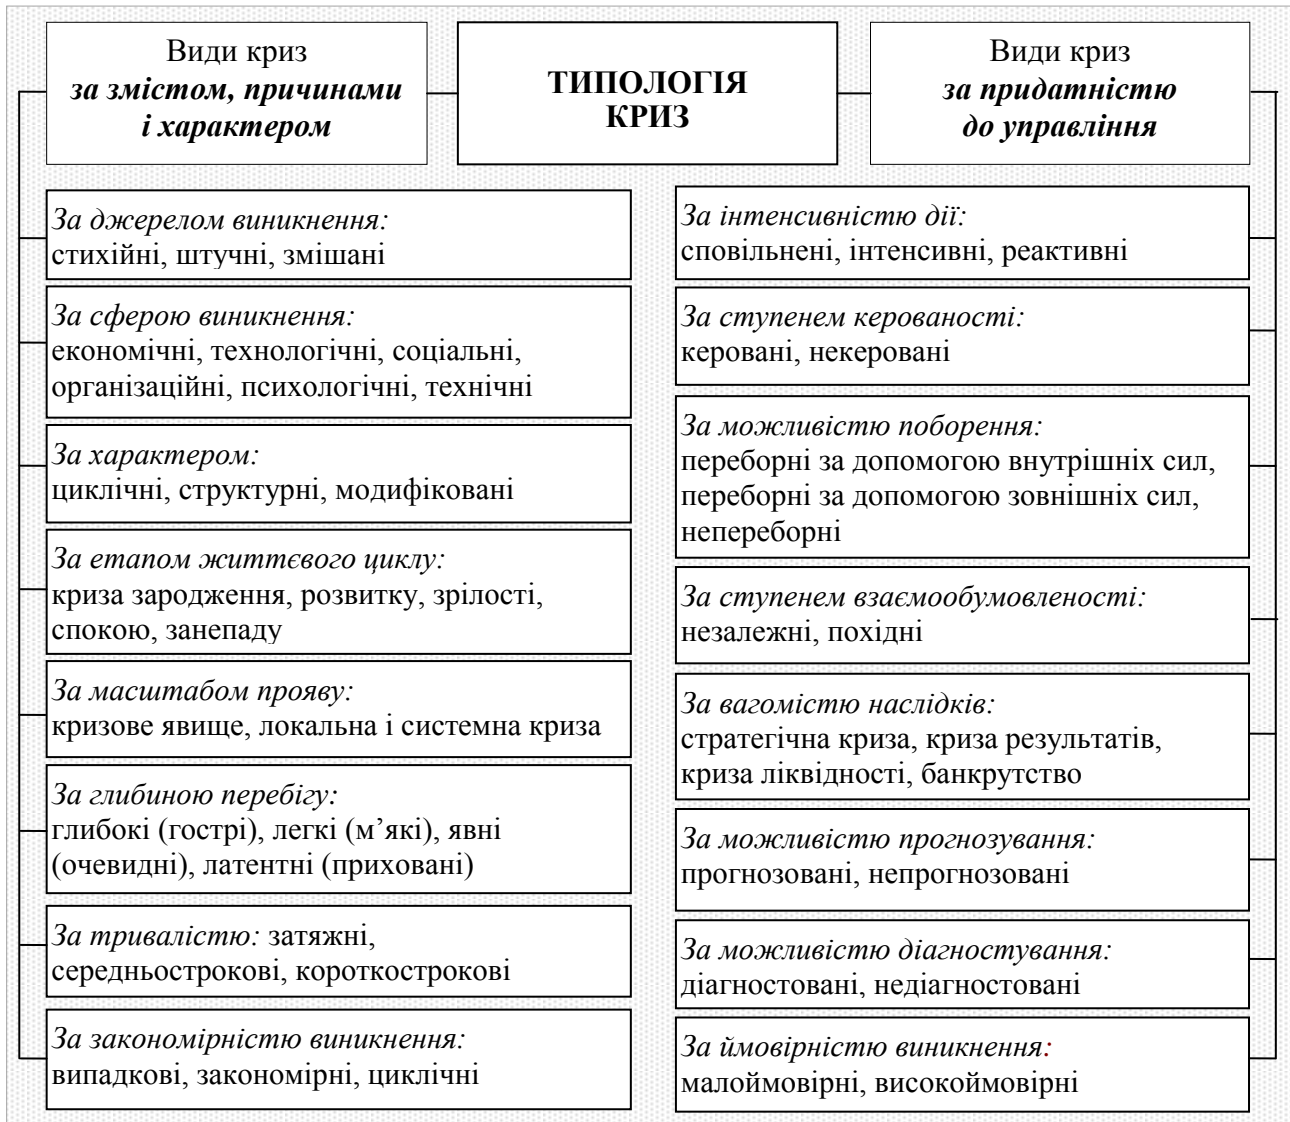 Види криз
за змістом, причинами
і характером
ТИПОЛОГІЯ
КРИЗ
Види криз
за придатністю
до управління
За джерелом виникнення:
стихійні, штучні, змішані
За сферою виникнення:
економічні, технологічні, соціальні,
організаційні, психологічні, технічні
За характером:
циклічні, структурні, модифіковані
За етапом життєвого циклу:
криза зародження, розвитку, зрілості,
спокою, занепаду
За масштабом прояву:
кризове явище, локальна і системна криза
За глибиною перебігу:
глибокі (гострі), легкі (м’які), явні
(очевидні), латентні (приховані)
За тривалістю: затяжні,
середньострокові, короткострокові
За закономірністю виникнення:
випадкові, закономірні, циклічні
За інтенсивністю дії:
сповільнені, інтенсивні, реактивні
За ступенем керованості:
керовані, некеровані
За можливістю поборення:
переборні за допомогою внутрішніх сил,
переборні за допомогою зовнішніх сил,
непереборні
За ступенем взаємообумовленості:
незалежні, похідні
За вагомістю наслідків:
стратегічна криза, криза результатів,
криза ліквідності, банкрутство
За можливістю прогнозування:
прогнозовані, непрогнозовані
За можливістю діагностування:
діагностовані, недіагностовані
За ймовірністю виникнення:
малоймовірні, високоймовірні